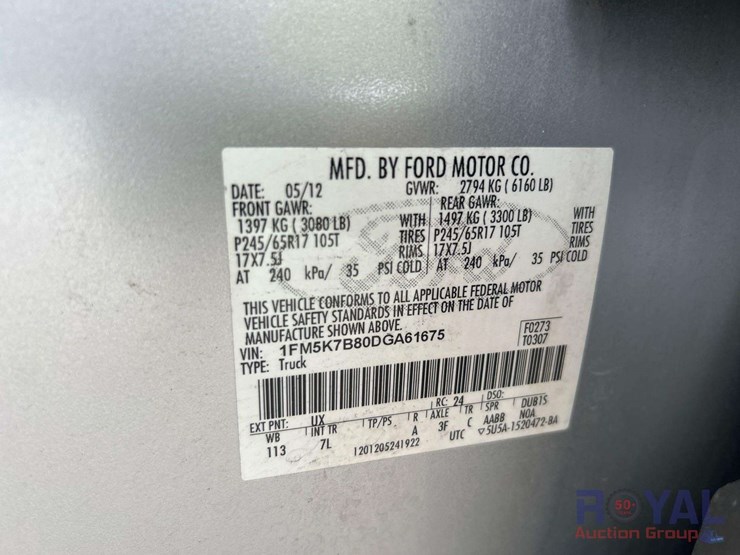 MFD. BY FORD MOTOR CO.
DATE: 05/12 GVWR: 2794 KG ( 6160 LB)
FRONT GAWR: REAR GAWR:
1397 KG ( 3080 LB) WITH 1497 KG ( 3300 LB) WITH
P245/65R17 105T TIRES P245/65R17 105T TIRES
17X7.5J RIMS 17X7.5J RIMS
AT 240 kPa/ 35 PSI COLD AT 240 kPa/ 35 PSI COLD
Ford
THIS VEHICLE CONFORMS TO ALL APPLICABLE FEDERAL MOTOR
VEHICLE SAFETY STANDARDS IN EFFECT ON THE DATE OF
MANUFACTURE SHOWN ABOVE.
VIN: 1FM5K7B80DGA61675
TYPE: Truck
F0273
T0307
EXT PNT: UX RC: 24 DSO:
WB INT TR TP/PS R AXLE TR SPR DUB1S
113 7L A 3F C AABB NOA
1201205241922 UTC ▽5U5A-1520472-BA
50
ROYAL
Auction Group